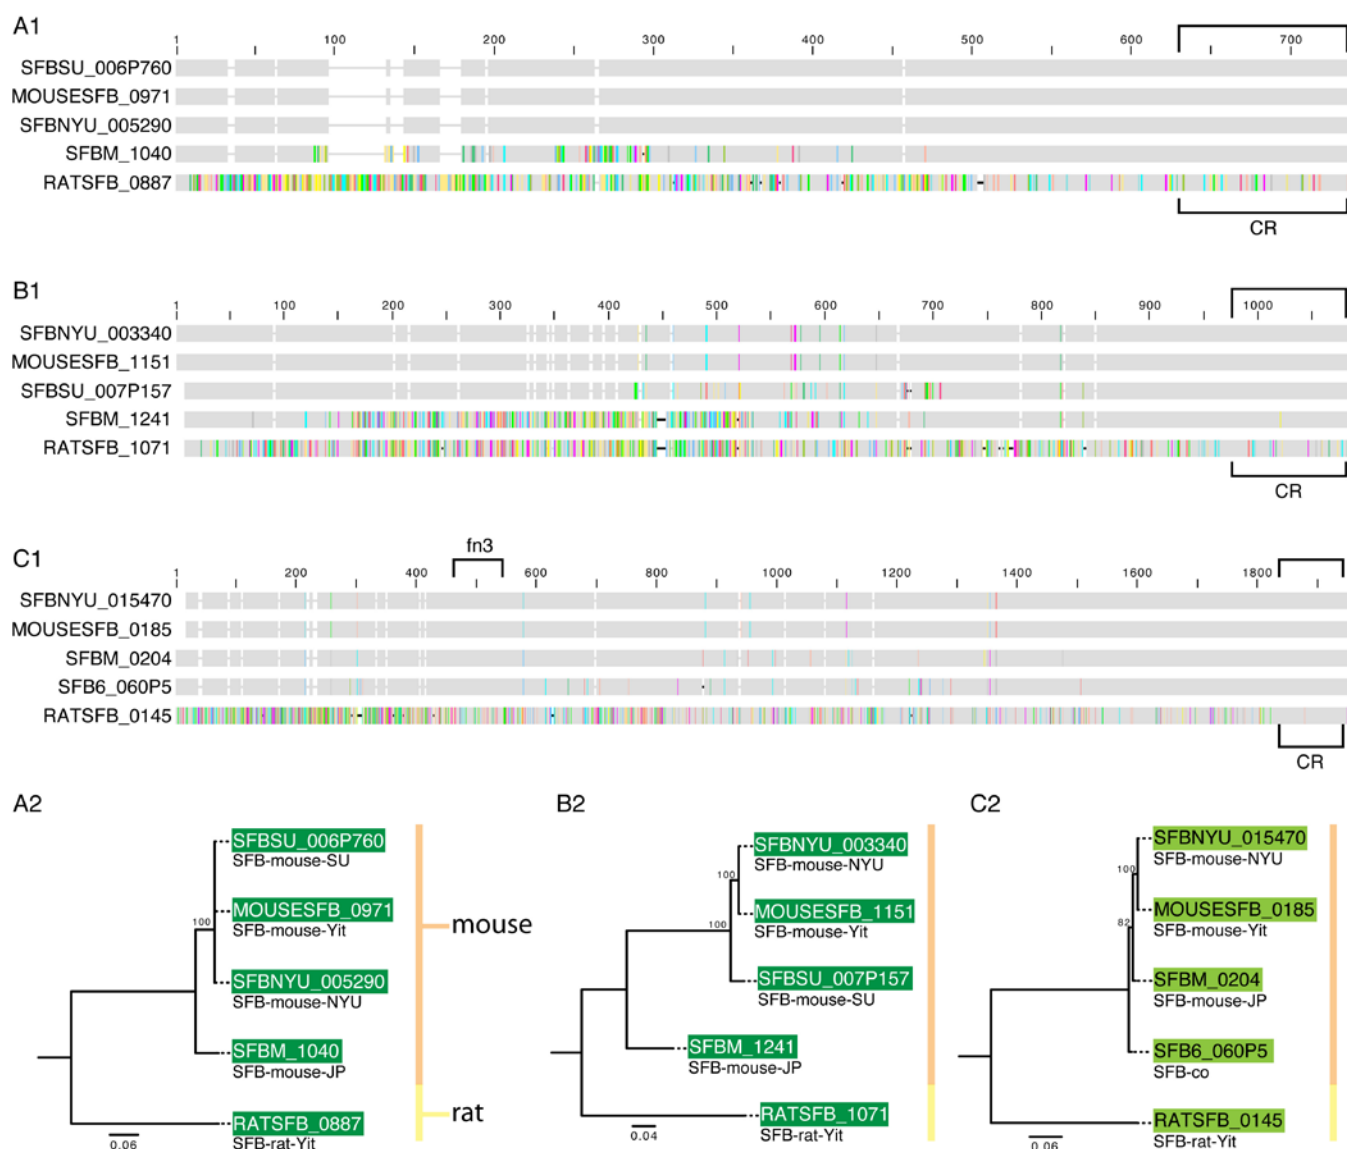 A1
1 100 200 300 400 500 600 700
SFBSU_006P760
MOUSESFB_0971
SFBNYU_005290
SFBM_1040
RATSFB_0887
CR
B1
1 100 200 300 400 500 600 700 800 900 1000
SFBNYU_003340
MOUSESFB_1151
SFBSU_007P157
SFBM_1241
RATSFB_1071
CR
C1
fn3
1 200 400 600 800 1000 1200 1400 1600 1800
SFBNYU_015470
MOUSESFB_0185
SFBM_0204
SFB6_060P5
RATSFB_0145
CR
A2
SFBSU_006P760
SFB-mouse-SU
MOUSESFB_0971
SFB-mouse-Yit
100
SFBNYU_005290
SFB-mouse-NYU
SFBM_1040
SFB-mouse-JP
RATSFB_0887
SFB-rat-Yit
0.06
mouse
rat
B2
SFBNYU_003340
SFB-mouse-NYU
100
MOUSESFB_1151
SFB-mouse-Yit
100
SFBSU_007P157
SFB-mouse-SU
SFBM_1241
SFB-mouse-JP
RATSFB_1071
SFB-rat-Yit
0.04
C2
SFBNYU_015470
SFB-mouse-NYU
100
MOUSESFB_0185
SFB-mouse-Yit
82
SFBM_0204
SFB-mouse-JP
SFB6_060P5
SFB-co
RATSFB_0145
SFB-rat-Yit
0.06